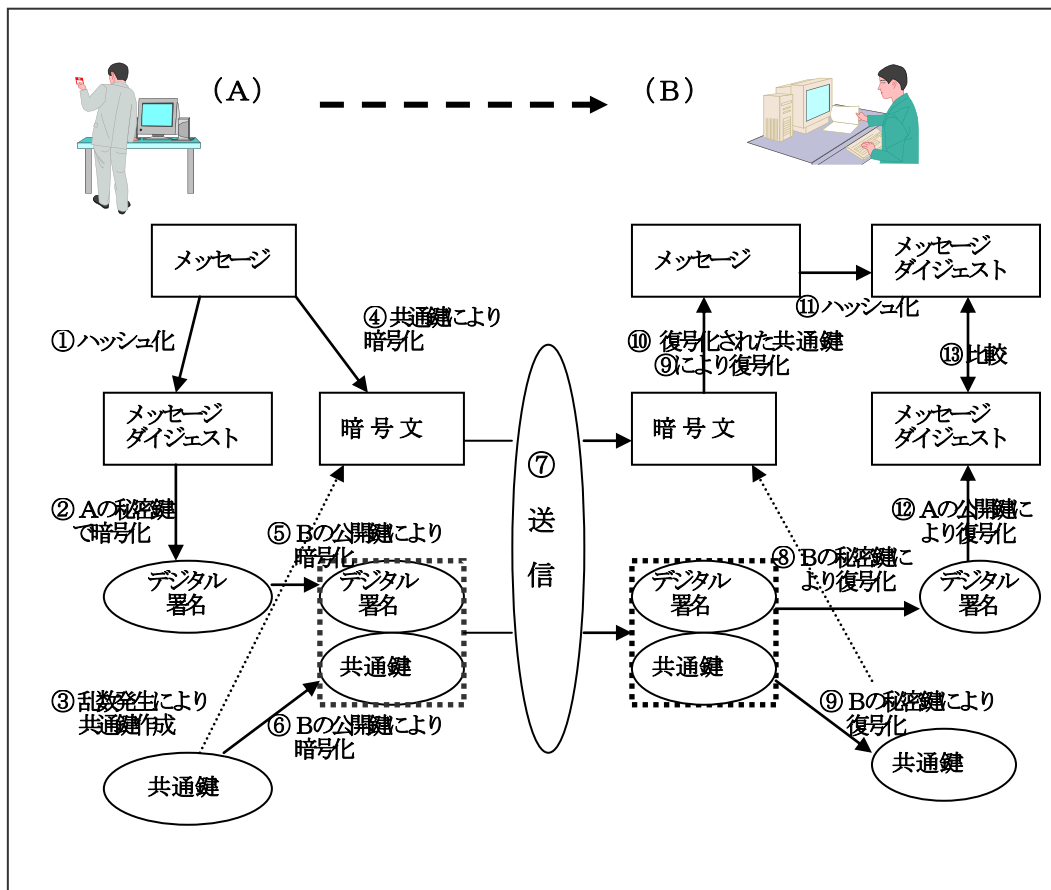 （A）
（B）
メッセージ
メッセージ
メッセージ
ダイジェスト
①ハッシュ化
④共通鍵により
暗号化
⑩ 復号化された共通鍵
⑨により復号化
⑪ハッシュ化
⑬比較
メッセージ
ダイジェスト
暗 号 文
⑦
送
信
暗 号 文
メッセージ
ダイジェスト
②Aの秘密鍵
で暗号化
⑤Bの公開鍵により
暗号化
⑧Bの秘密鍵に
より復号化
⑫Aの公開鍵に
より復号化
デジタル
署名
デジタル
署名
デジタル
署名
デジタル
署名
共通鍵
共通鍵
③乱数発生により
共通鍵作成
⑥Bの公開鍵により
暗号化
⑨Bの秘密鍵により
復号化
共通鍵
共通鍵